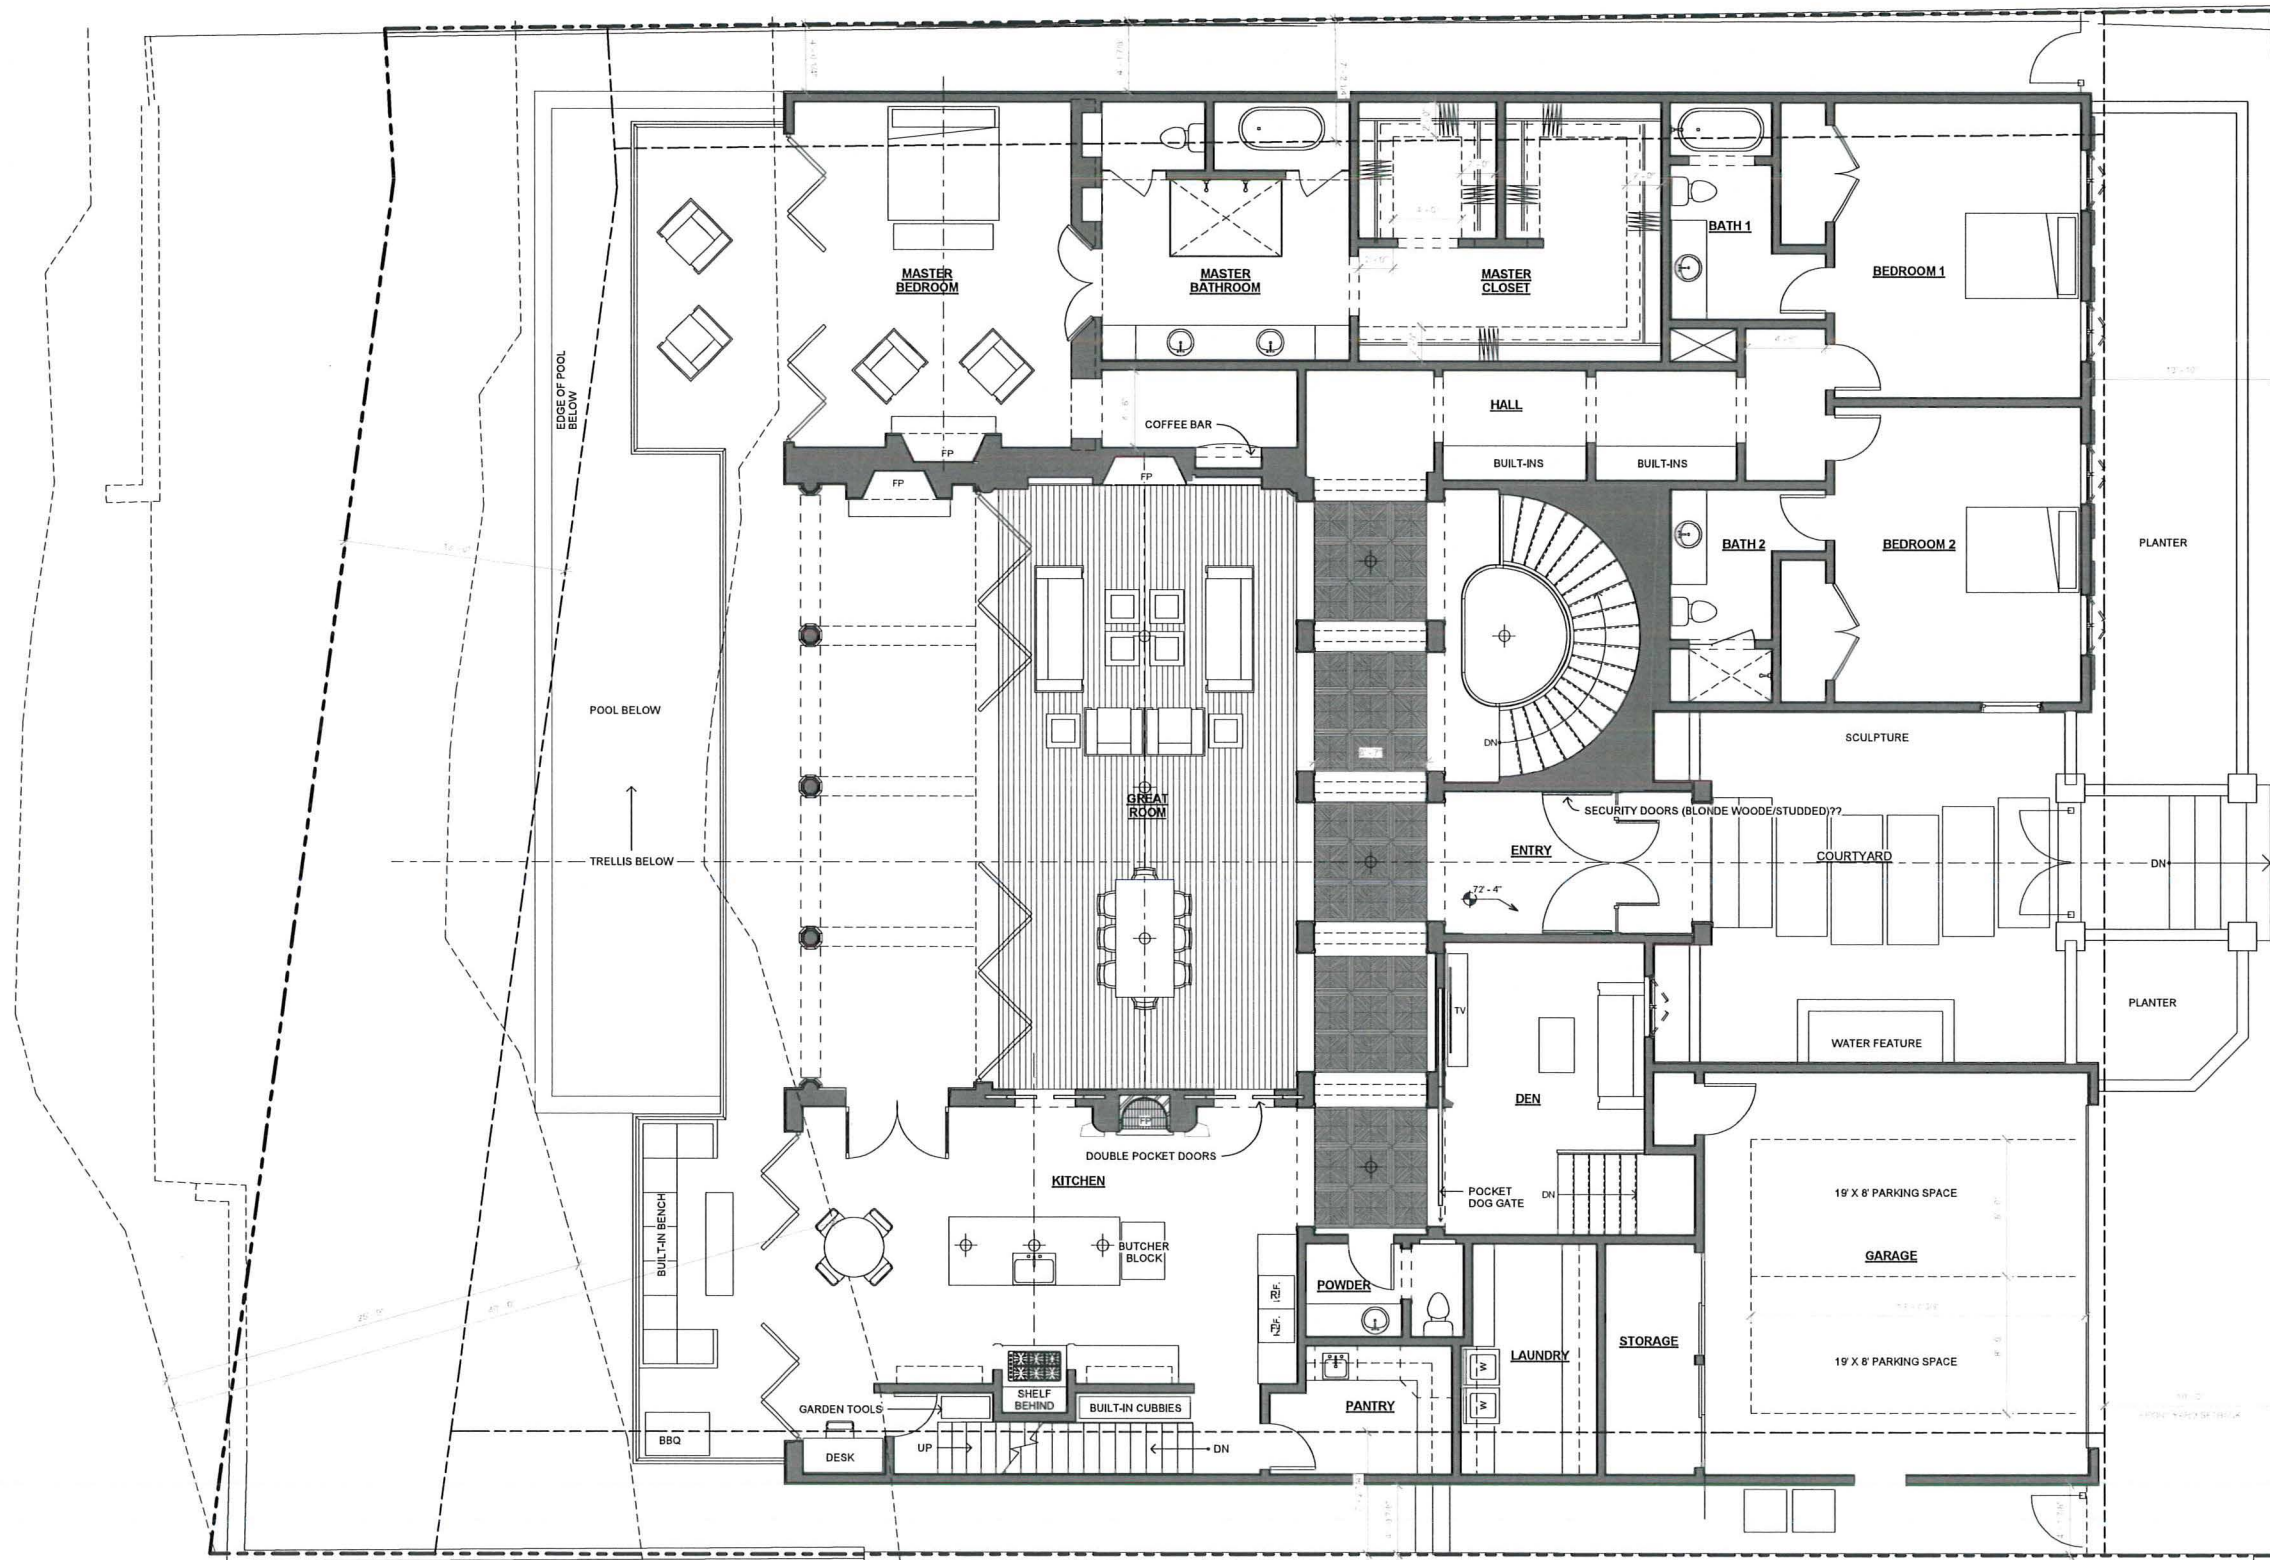 MASTER
BEDROOM
MASTER
BATHROOM
MASTER
CLOSET
BATH 1
BEDROOM 1
EDGE OF POOL
BELOW
COFFEE BAR
HALL
FP
FP
FP
BUILT-INS
BUILT-INS
BATH 2
BEDROOM 2
PLANTER
POOL BELOW
SCULPTURE
DN
GREAT
ROOM
SECURITY DOORS (BLONDE WOODE/STUDDED)??
TRELLIS BELOW
ENTRY
COURTYARD
DN
72' - 4"
PLANTER
TV
WATER FEATURE
DEN
FP
DOUBLE POCKET DOORS
KITCHEN
POCKET
DOG GATE
DN
19' X 8' PARKING SPACE
BUILT-IN BENCH
BUTCHER
BLOCK
GARAGE
POWDER
REF.
STORAGE
LAUNDRY
W
W
19' X 8' PARKING SPACE
SHELF
BEHIND
GARDEN TOOLS
BUILT-IN CUBBIES
PANTRY
BBQ
DESK
UP
DN